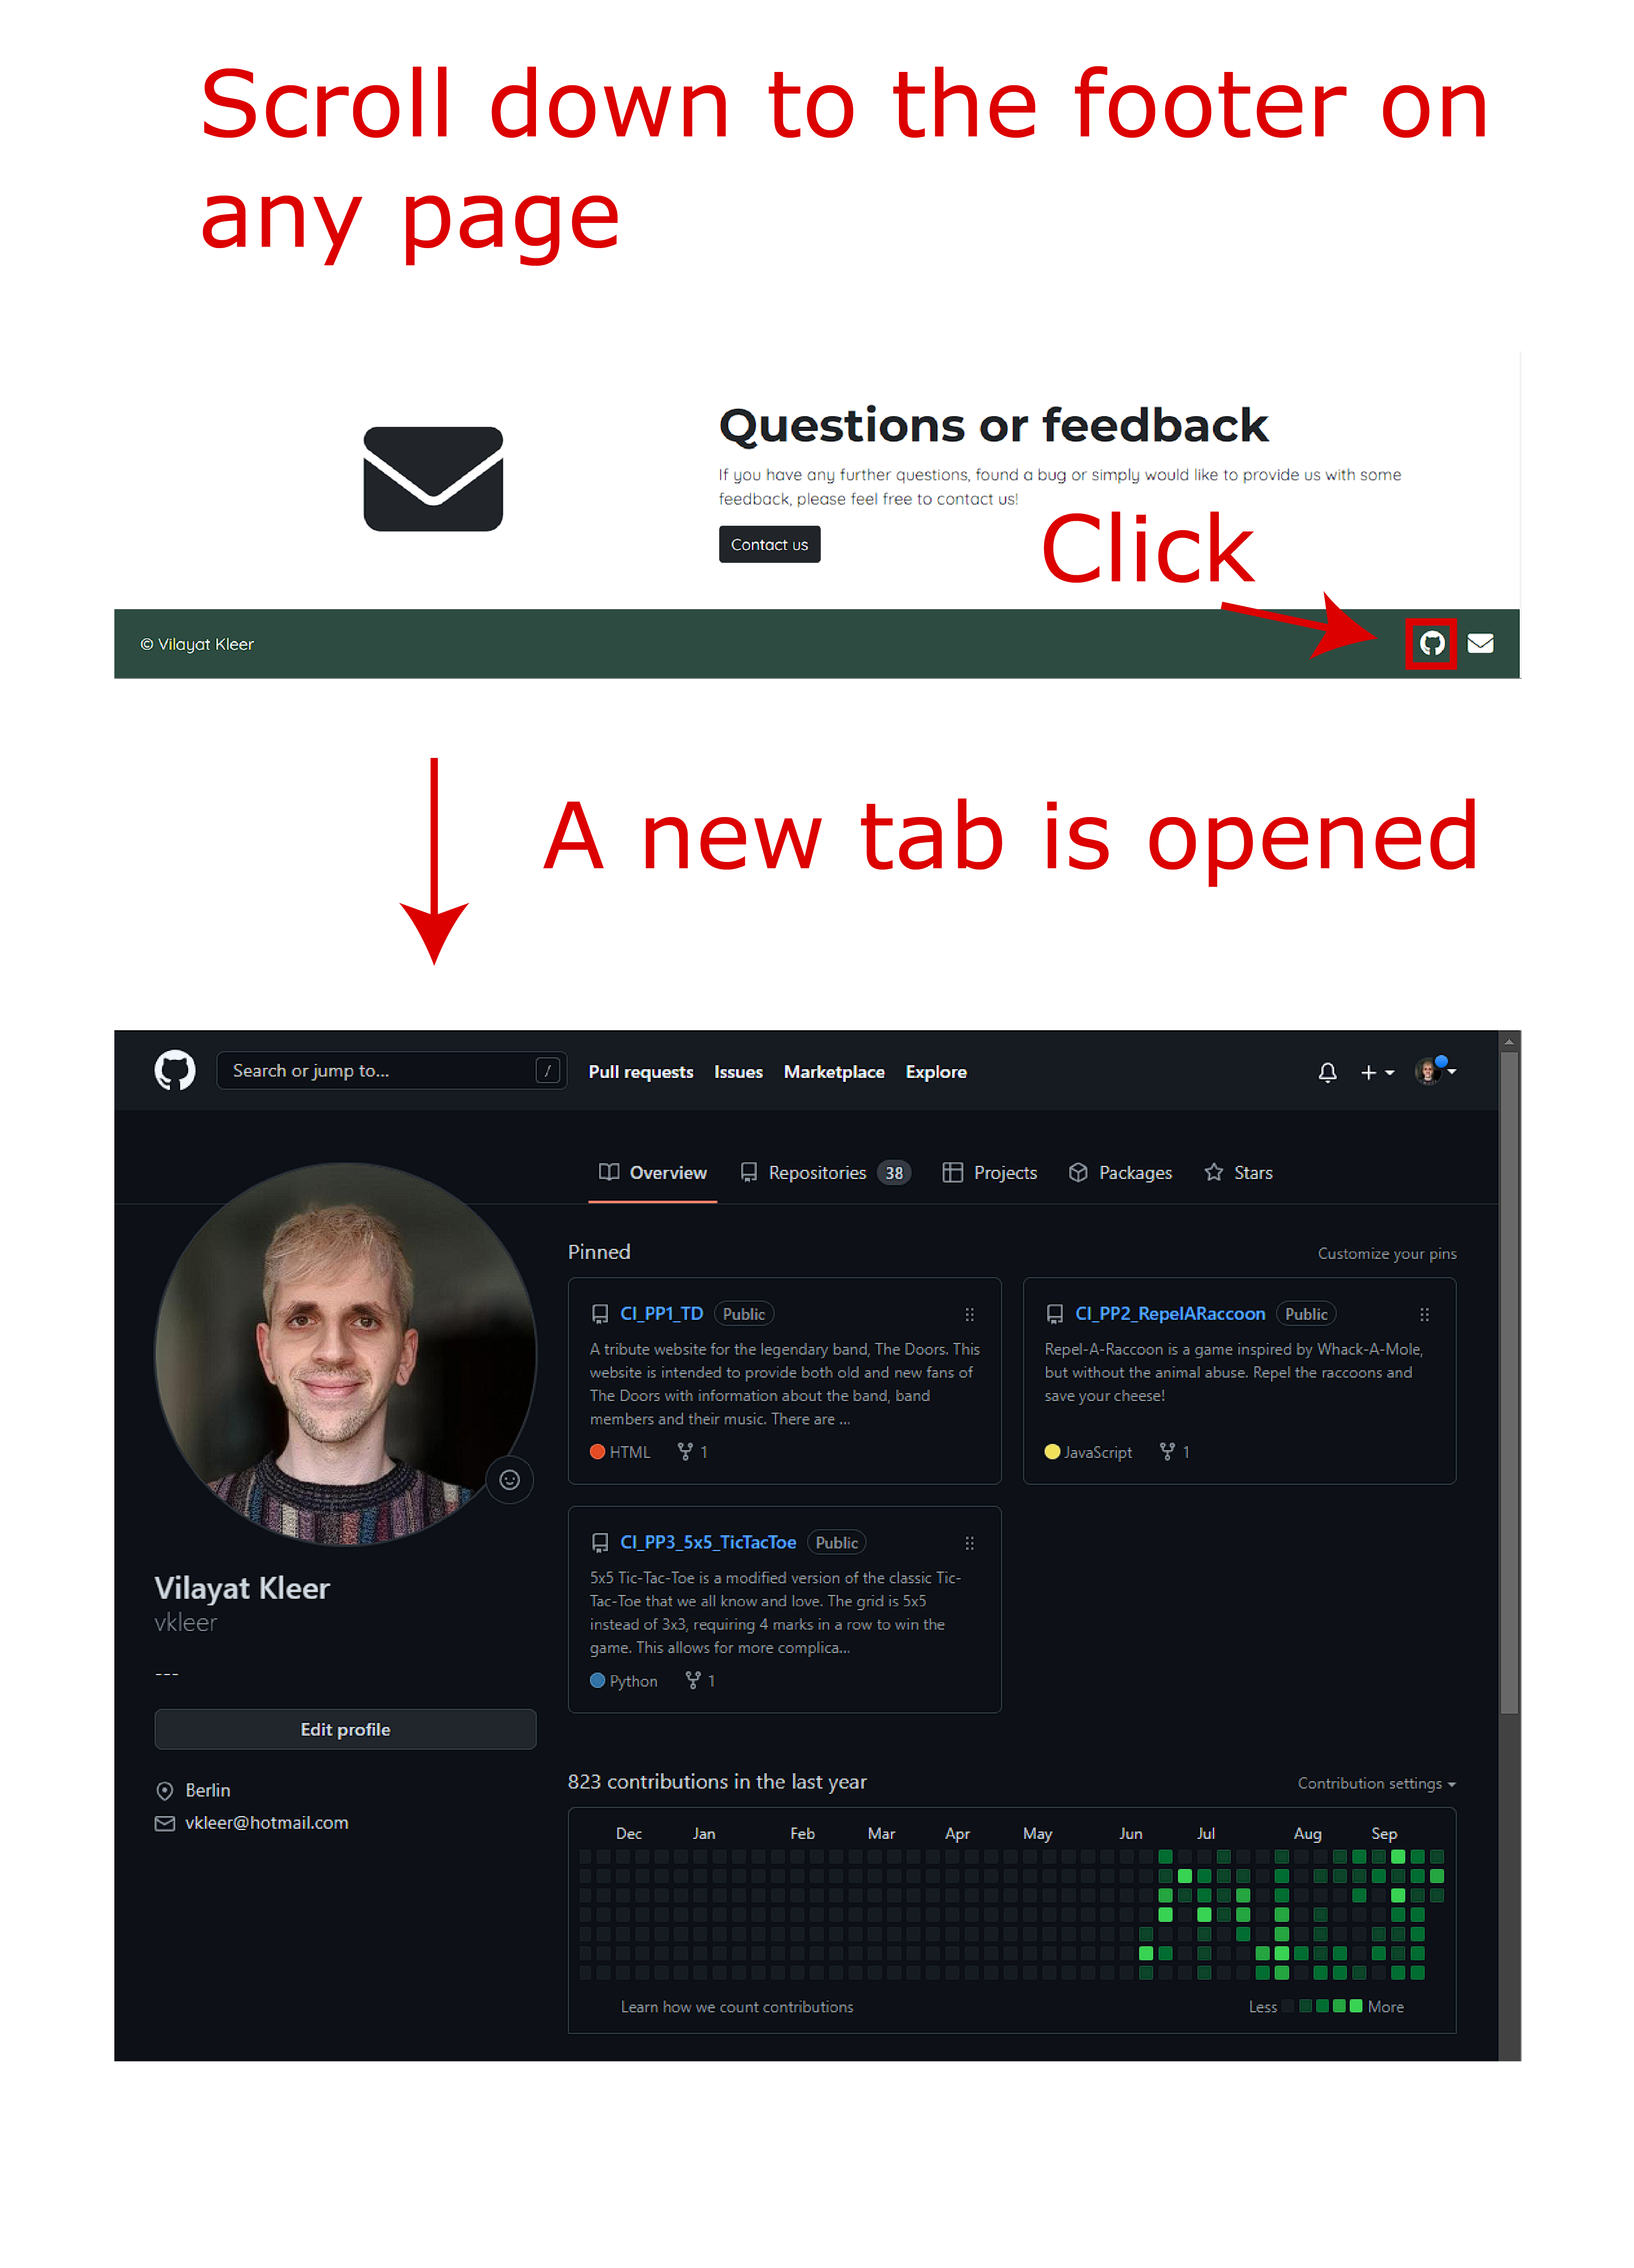 Scroll down to the footer on
any page
Questions or feedback
If you have any further questions, found a bug or simply would like to provide us with some
feedback, please feel free to contact us!
Contact us
Click
© Vilayat Kleer
A new tab is opened
Search or jump to...
/
Pull requests Issues Marketplace Explore
Overview Repositories 38 Projects Packages Stars
Pinned
Customize your pins
CI_PP1_TD Public
A tribute website for the legendary band, The Doors. This
website is intended to provide both old and new fans of
The Doors with information about the band, band
members and their music. There are ...
HTML 1
CI_PP2_RepelARaccoon Public
Repel-A-Raccoon is a game inspired by Whack-A-Mole,
but without the animal abuse. Repel the raccoons and
save your cheese!
JavaScript 1
CI_PP3_5x5_TicTacToe Public
5x5 Tic-Tac-Toe is a modified version of the classic Tic-
Tac-Toe that we all know and love. The grid is 5x5
instead of 3x3, requiring 4 marks in a row to win the
game. This allows for more complica...
Python 1
Vilayat Kleer
vkleer
---
Edit profile
Berlin
vkleer@hotmail.com
823 contributions in the last year
Contribution settings
Dec Jan Feb Mar Apr May Jun Jul Aug Sep
Learn how we count contributions
Less More